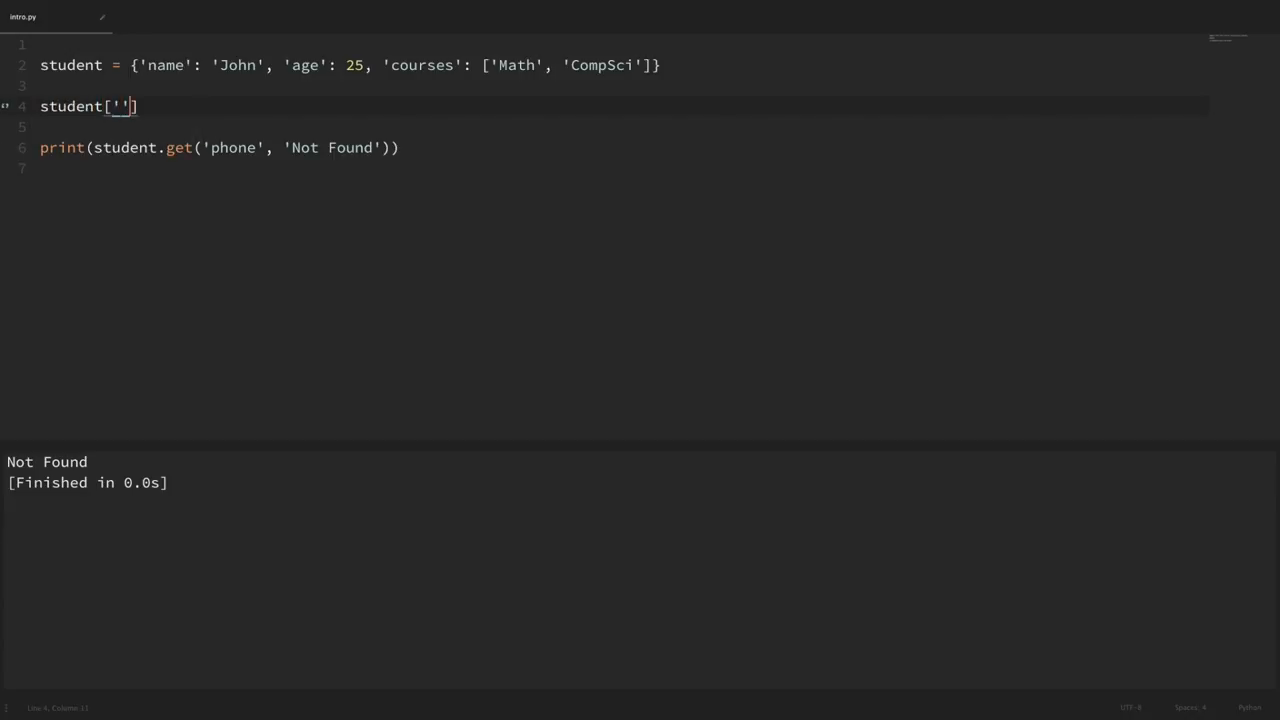 intro.py
1
2 student = {'name': 'John', 'age': 25, 'courses': ['Math', 'CompSci']}
3
4 student['']
5
6 print(student.get('phone', 'Not Found'))
7
Not Found
[Finished in 0.0s]
Line 4, Column 11 UTF-8 Spaces: 4 Python